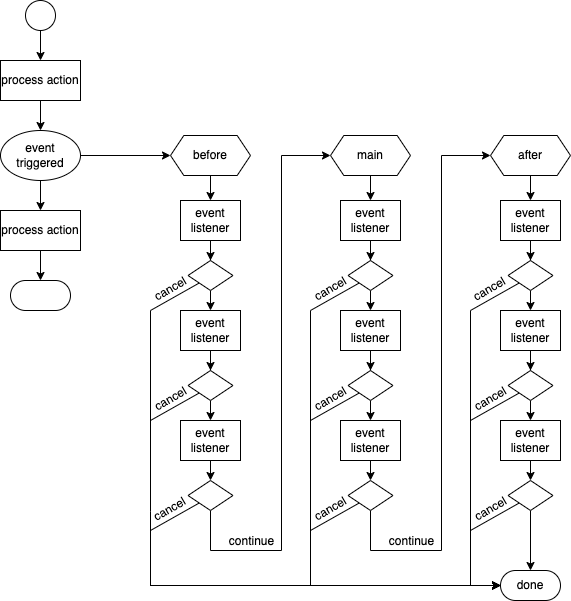 process action
event
triggered
process action
before
event
listener
cancel
event
listener
cancel
event
listener
cancel
continue
main
event
listener
cancel
event
listener
cancel
event
listener
cancel
continue
after
event
listener
cancel
event
listener
cancel
event
listener
cancel
done